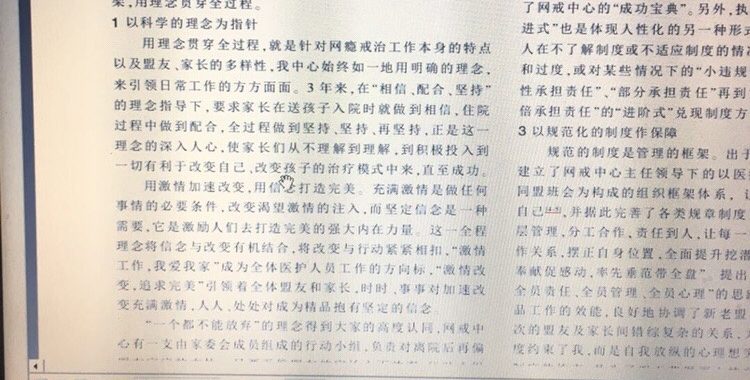 架,用理念贯穿全过程。
1 以科学的理念为指针
用理念贯穿全过程,就是针对网瘾戒治工作本身的特点
以及盟友、家长的多样性,我中心始终如一地用明确的理念,
来引领日常工作的方方面面。3 年来,在“相信、配合、坚持”
的理念指导下,要求家长在送孩子入院时就做到相信,住院
过程中做到配合,全过程做到坚持、坚持、再坚持,正是这一
理念的深入人心,使家长们从不理解到理解,到积极投入到
一切有利于改变自己、改变孩子的治疗模式中来,直至成功。
用激情加速改变,用信念打造完美。充满激情是做任何
事情的必要条件,改变渴望激情的注入,而坚定信念是一种
需要,它是激励人们去打造完美的强大内在力量。这一全程
理念将信念与改变有机结合,将改变与行动紧紧相扣,“激情
工作,我爱我家”成为全体医护人员工作的方向标,“激情改
变,追求完美”引领着全体盟友和家长,时时、事事对加速改
变充满激情,人人、处处对成为精品抱有坚定的信念
“一个都不能放弃”的理念得到大家的高度认同,网戒中
心有一支由家委会成员组成的行动小组,负责对离院后再偏
了网戒中心的“成功宝典”。另外,执
进式”也是体现人性化的另一种形式
人在不了解制度或不适应制度的情况
和过度,或对某些情况下的“小违规
性承担责任”、“部分承担责任”再到
倍承担责任”的“进阶式”兑现制度方
3 以规范化的制度作保障
规范的制度是管理的框架。出于
建立了网戒中心主任领导下的以医
同盟班会为构成的组织框架体系,让
自己[4-5],并据此完善了各类规章制度
层管理,分工合作,责任到人,让每一
作关系,摆正自身位置,全面提升挖潜
奉献促感动,率先垂范带全盘”。提出
全员责任、全员管理、全员心理”的思
品工作的效能,良好地协调了新老盟
次的盟友及家长间错综复杂的关系,
度约束了我,而是自我放纵的心理想